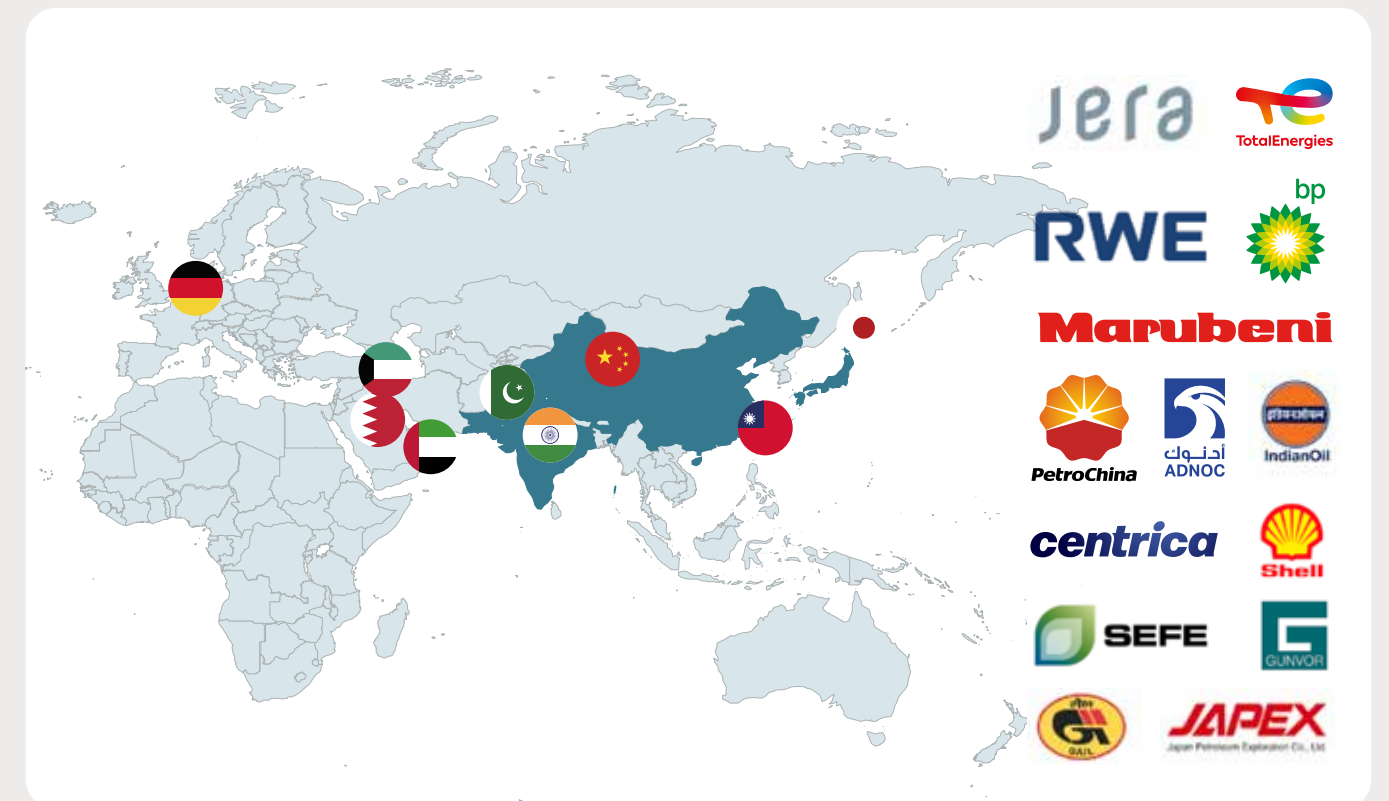 Jera
TotalEnergies
bp
RWE
Marubeni
PetroChina
أدنوك
ADNOC
इंडियनऑयल
IndianOil
centrica
Shell
SEFE
GUNVOR
गेल
GAIL
JAPEX
Japan Petroleum Exploration Co., Ltd.